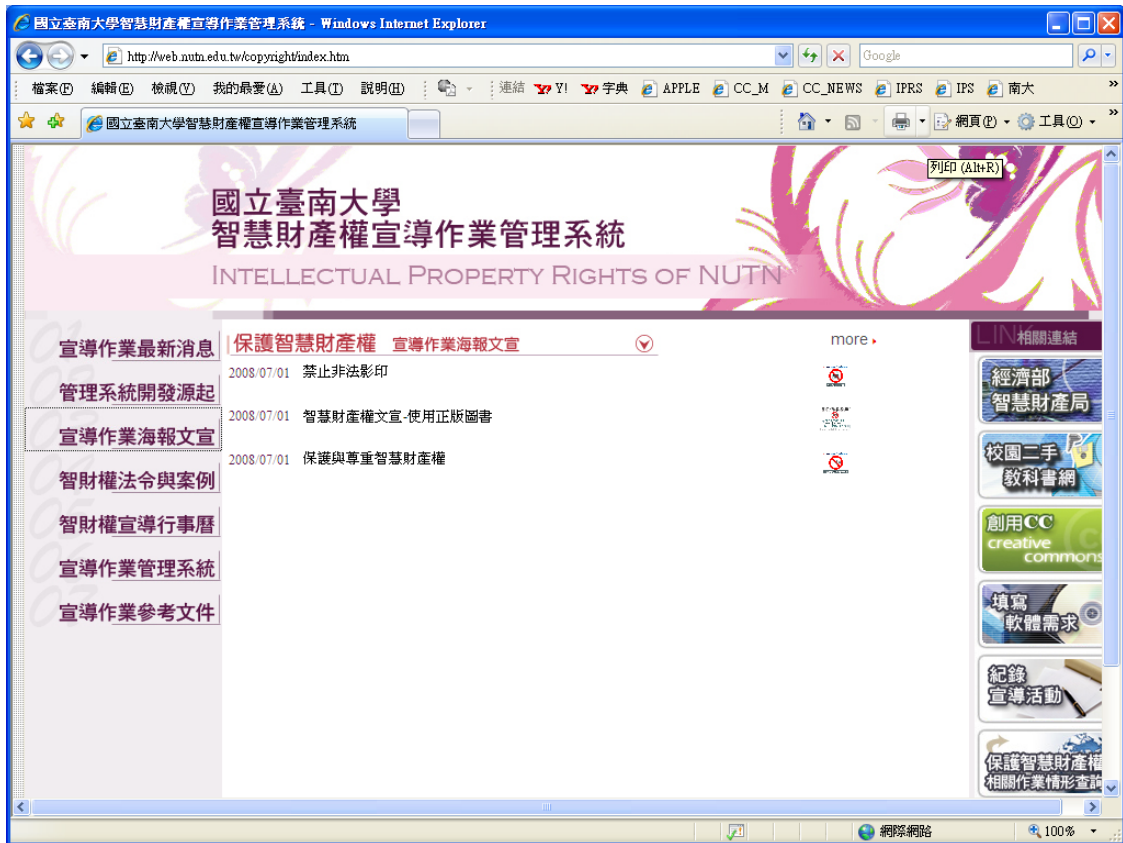 國立臺南大學智慧財產權宣導作業管理系統 - Windows Internet Explorer
http://web.nutn.edu.tw/copyright/index.htm
Google
檔案(F) 編輯(E) 檢視(V) 我的最愛(A) 工具(T) 說明(H) 連結 Y! 字典 APPLE CC_M CC_NEWS IPRS IPS 南大 »
國立臺南大學智慧財產權宣導作業管理系統
網頁(P) 工具(O) »
列印 (Alt+R)
國立臺南大學
智慧財產權宣導作業管理系統
INTELLECTUAL PROPERTY RIGHTS OF NUTN
宣導作業最新消息
管理系統開發源起
宣導作業海報文宣
智財權法令與案例
智財權宣導行事曆
宣導作業管理系統
宣導作業參考文件
保護智慧財產權 宣導作業海報文宣
more
2008/07/01 禁止非法影印
2008/07/01 智慧財產權文宣-使用正版圖書
2008/07/01 保護與尊重智慧財產權
LINK 相關連結
經濟部
智慧財產局
校園二手
教科書網
創用CC
creative
commons
填寫
軟體需求
紀錄
宣導活動
保護智慧財產權
相關作業情形查詢
網際網路
100%